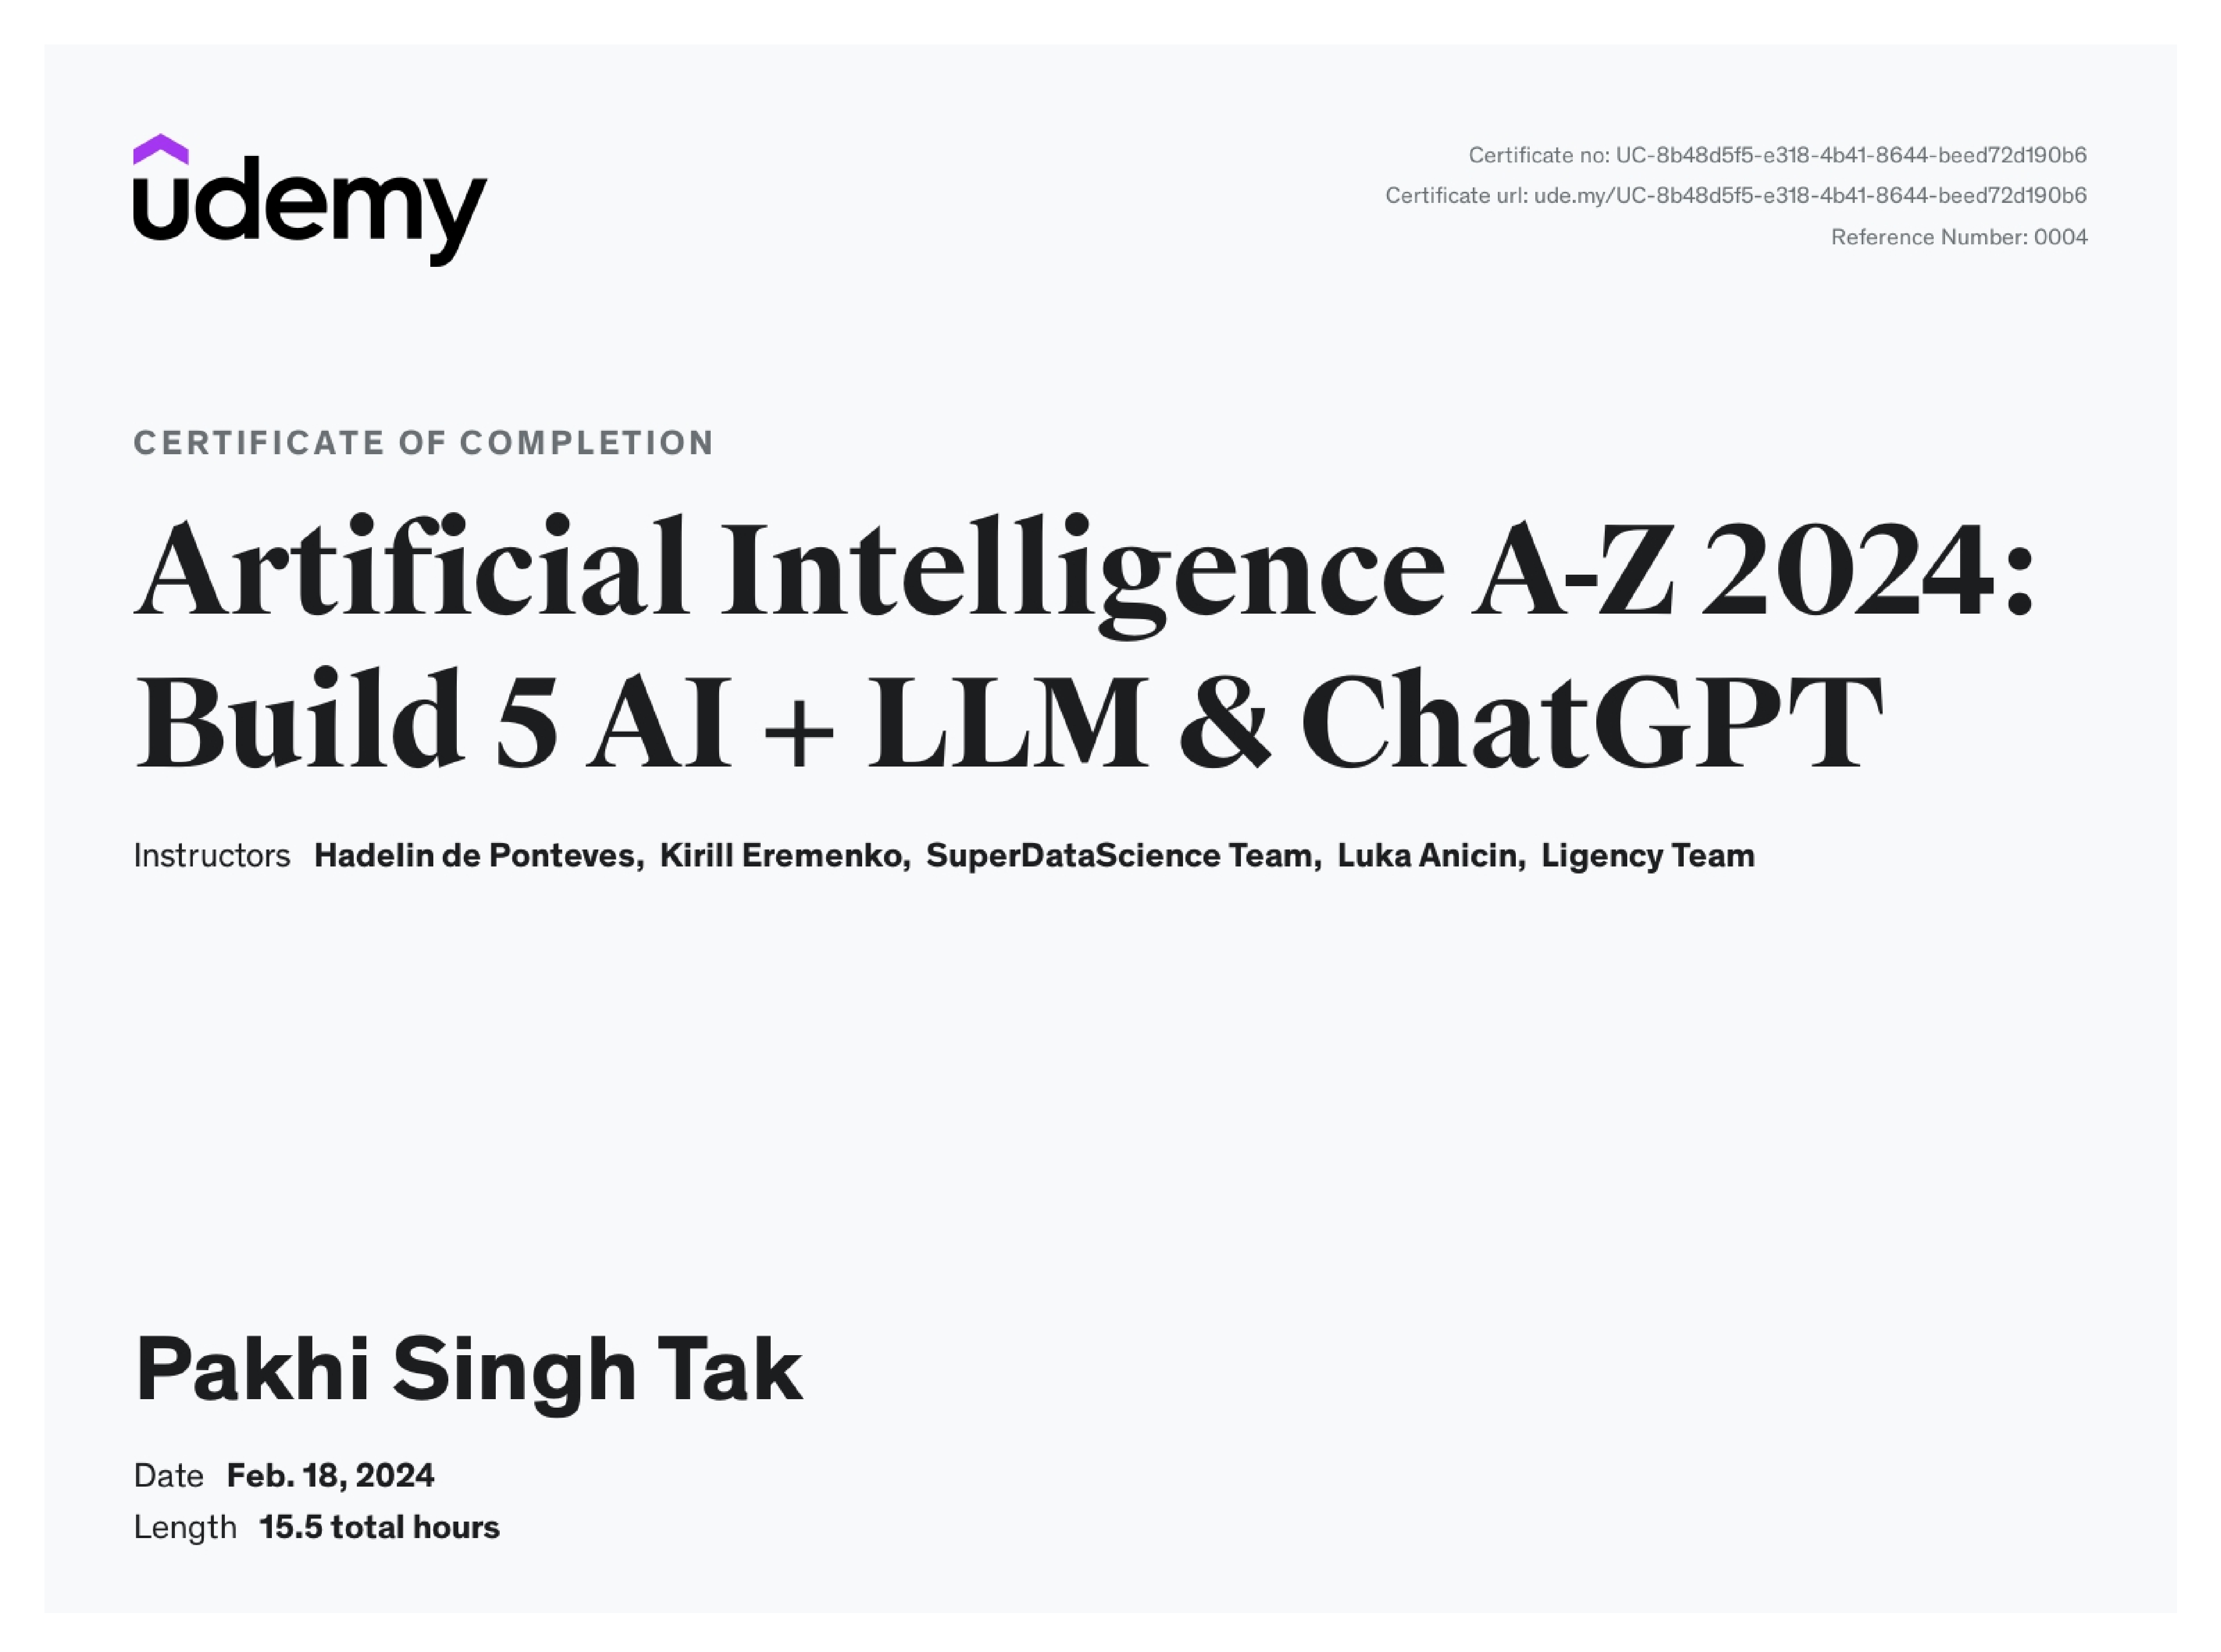 udemy
Certificate no: UC-8b48d5f5-e318-4b41-8644-beed72d190b6
Certificate url: ude.my/UC-8b48d5f5-e318-4b41-8644-beed72d190b6
Reference Number: 0004
CERTIFICATE OF COMPLETION
Artificial Intelligence A-Z 2024:
Build 5 AI + LLM & ChatGPT
Instructors Hadelin de Ponteves, Kirill Eremenko, SuperDataScience Team, Luka Anicin, Ligency Team
Pakhi Singh Tak
Date Feb. 18, 2024
Length 15.5 total hours